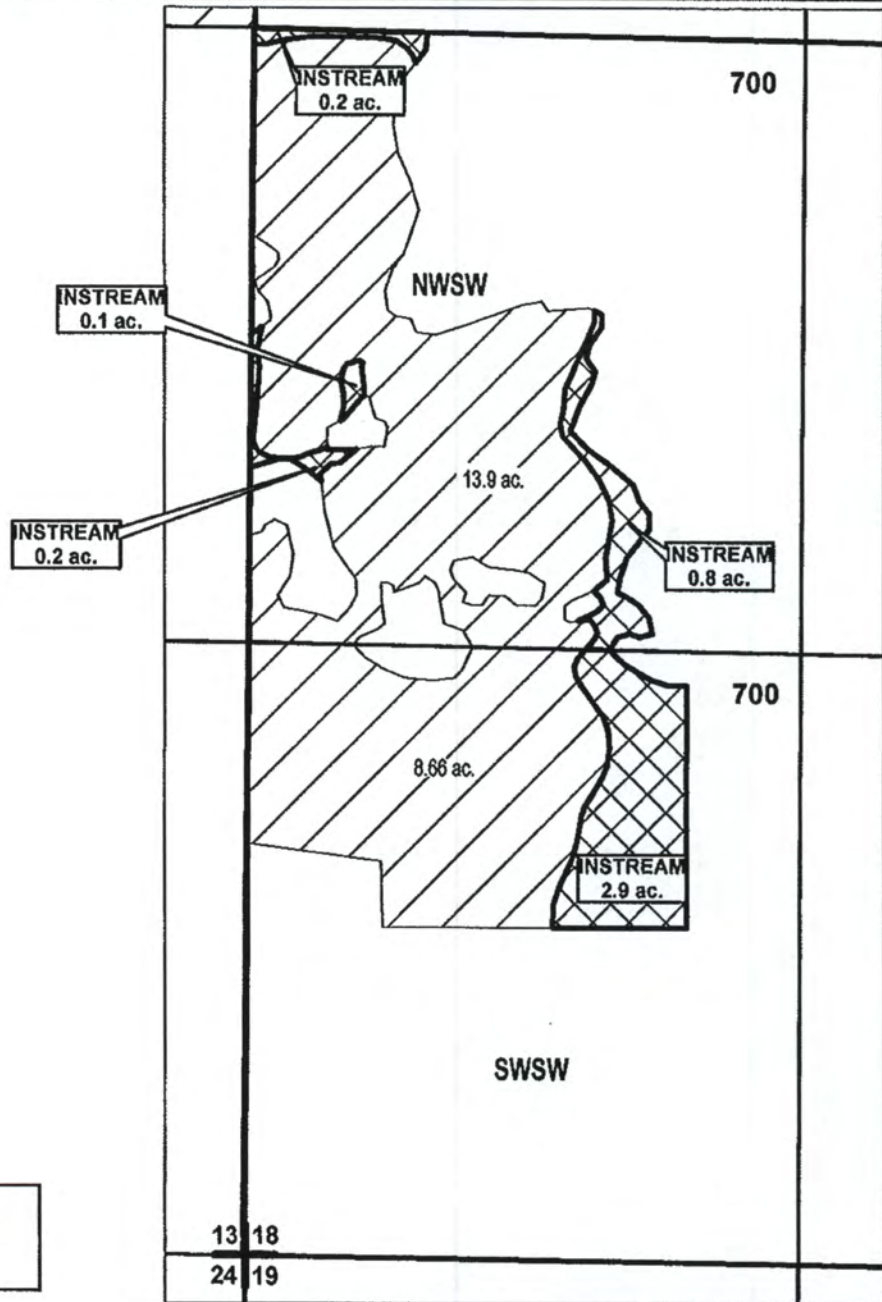 700
INSTREAM
0.2 ac.
NWSW
INSTREAM
0.1 ac.
13.9 ac.
INSTREAM
0.2 ac.
INSTREAM
0.8 ac.
700
8.66 ac.
INSTREAM
2.9 ac.
SWSW
13 18
24 19